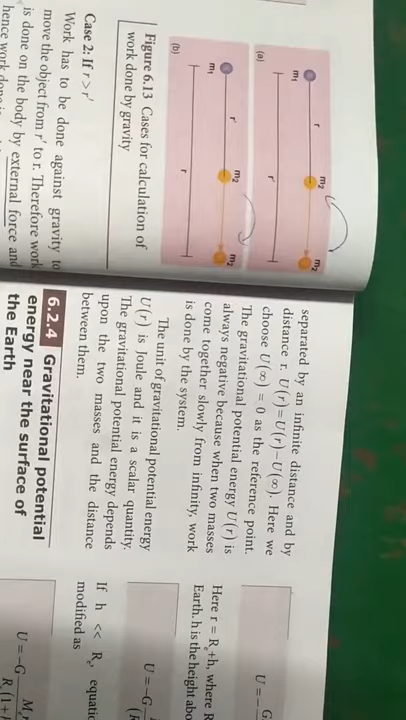 m₁
r
m₂
m₂
r'
(a)
m₁
r'
m₂
m₂
r
(b)
Figure 6.13 Cases for calculation of
work done by gravity
Case 2: If r > r'
Work has to be done against gravity to
move the object from r' to r. Therefore work
is done on the body by external force and
hence work done is
separated by an infinite distance and by
distance r. U(r)=U(r)−U(∞). Here we
choose U(∞) = 0 as the reference point.
The gravitational potential energy U(r) is
always negative because when two masses
come together slowly from infinity, work
is done by the system.
The unit of gravitational potential energy
U(r) is Joule and it is a scalar quantity.
The gravitational potential energy depends
upon the two masses and the distance
between them.
6.2.4 Gravitational potential
energy near the surface of
the Earth
U = − G
Here r = Rₑ+h, where R
Earth. h is the height abo
U = −G
If h << Rₑ, equatio
modified as
U = −G